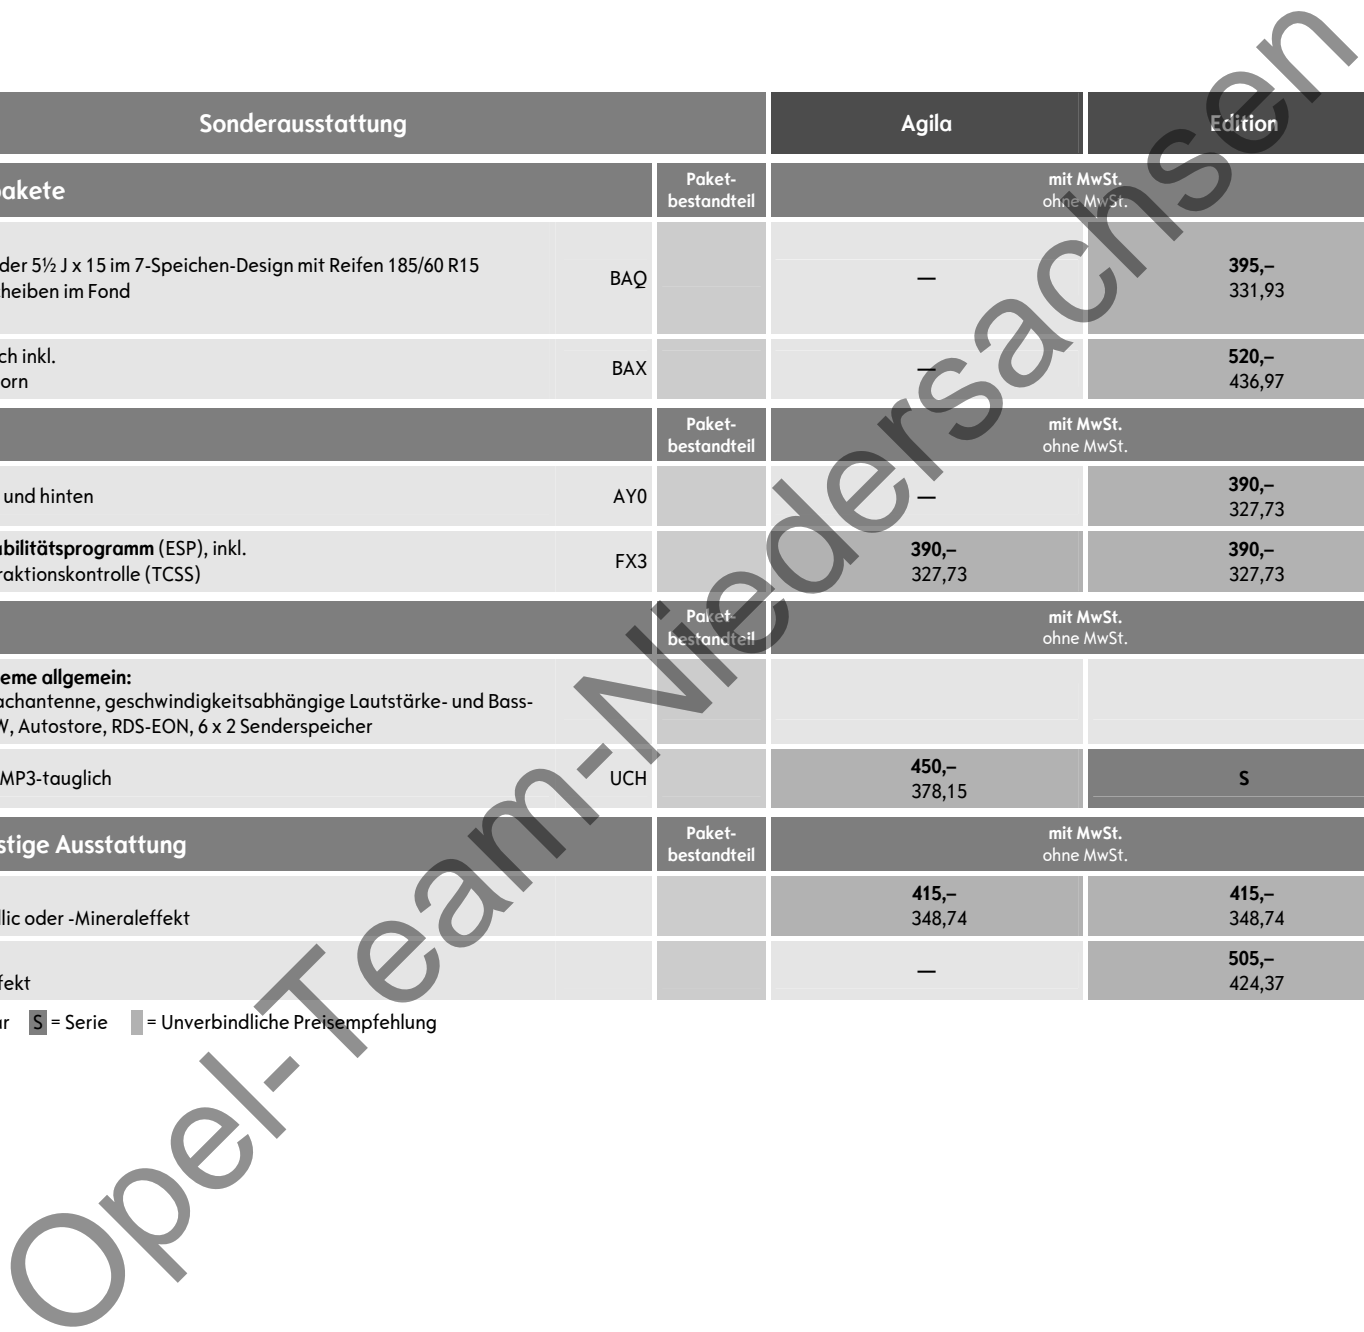 Sonderausstattung Agila Edition
akete Paket- mit MwSt.
bestandteil ohne MwSt.
der 5½ J x 15 im 7-Speichen-Design mit Reifen 185/60 R15 BAQ — 395,–
heiben im Fond 331,93
ch inkl. BAX — 520,–
orn 436,97
Paket- mit MwSt.
bestandteil ohne MwSt.
und hinten AY0 — 390,–
327,73
abilitätsprogramm (ESP), inkl. FX3 390,– 390,–
raktionskontrolle (TCSS) 327,73 327,73
Paket- mit MwSt.
bestandteil ohne MwSt.
eme allgemein:
achantenne, geschwindigkeitsabhängige Lautstärke- und Bass-
W, Autostore, RDS-EON, 6 x 2 Senderspeicher
MP3-tauglich UCH 450,– S
378,15
stige Ausstattung Paket- mit MwSt.
bestandteil ohne MwSt.
415,– 415,–
llic oder -Mineraleffekt 348,74 348,74
— 505,–
fekt 424,37
ar S = Serie = Unverbindliche Preisempfehlung
Opel-Team-Niedersachsen